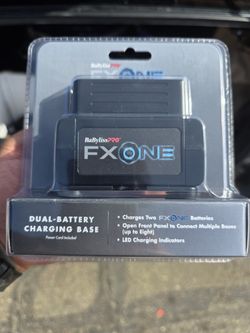 BaBylissPRO
FXONE
BaBylissPRO
FXONE
DUAL-BATTERY
CHARGING BASE
Power Cord Included
• Charges Two FXONE Batteries
• Open Front Panel to Connect Multiple Bases
(up to Eight)
• LED Charging Indicators